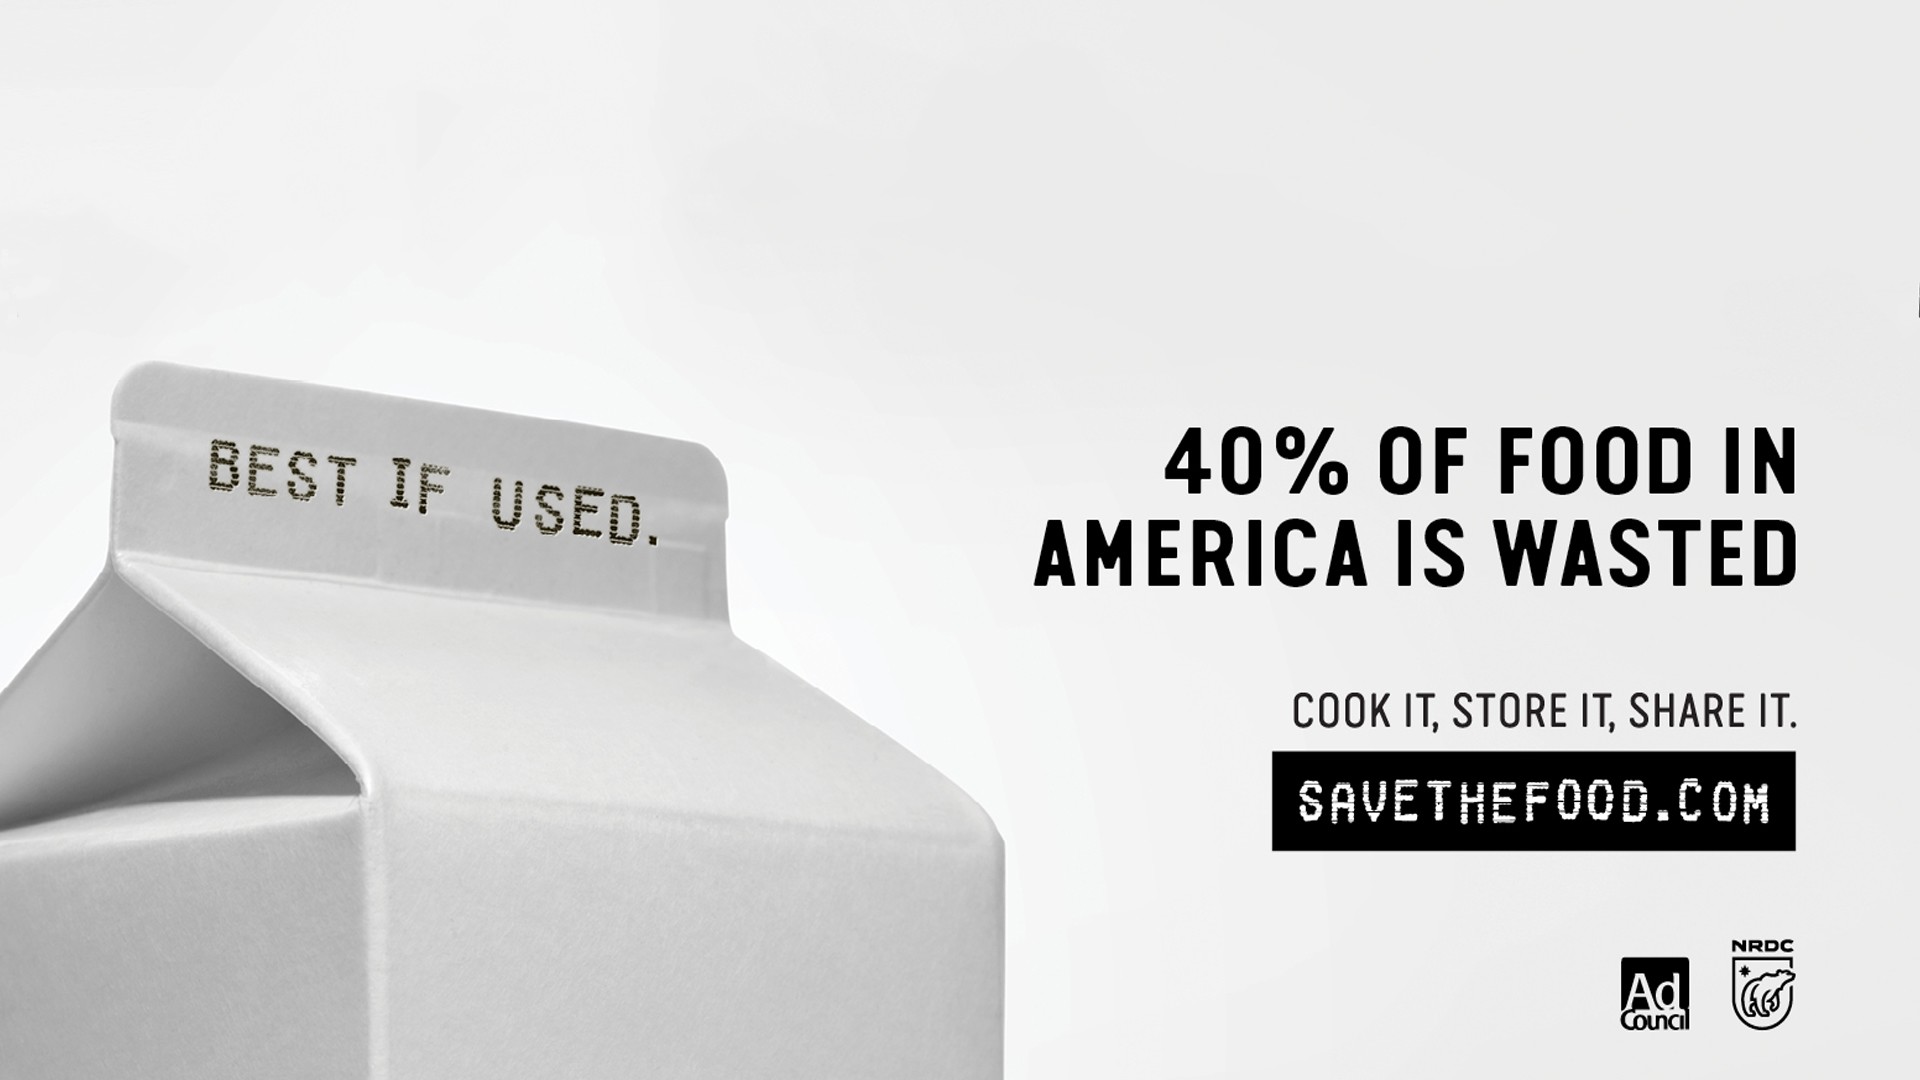 BEST IF USED.
40% OF FOOD IN
AMERICA IS WASTED
COOK IT, STORE IT, SHARE IT.
SAVETHEFOOD.COM
Ad
Council
NRDC